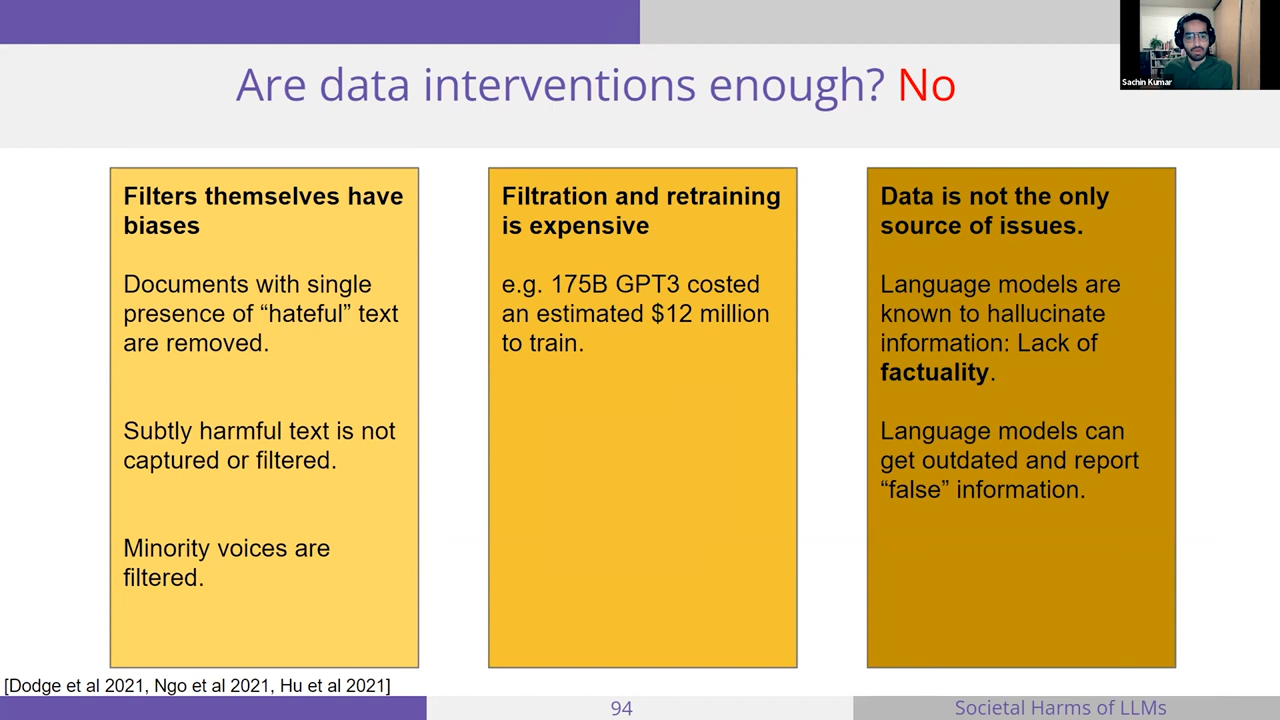 Sachin Kumar
Are data interventions enough? No
Filters themselves have
biases
Documents with single
presence of “hateful” text
are removed.
Subtly harmful text is not
captured or filtered.
Minority voices are
filtered.
Filtration and retraining
is expensive
e.g. 175B GPT3 costed
an estimated $12 million
to train.
Data is not the only
source of issues.
Language models are
known to hallucinate
information: Lack of
factuality.
Language models can
get outdated and report
“false” information.
[Dodge et al 2021, Ngo et al 2021, Hu et al 2021]
94
Societal Harms of LLMs